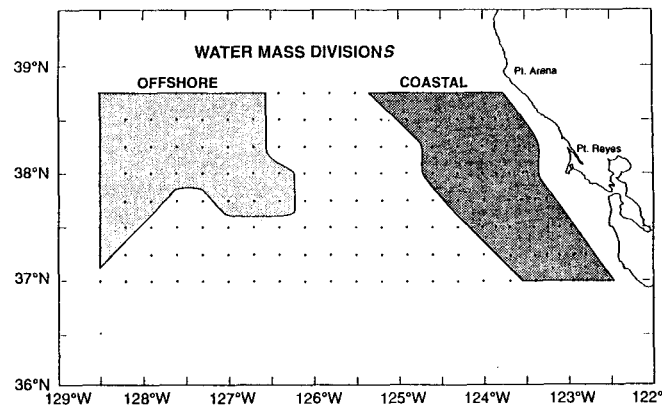 39°N
WATER MASS DIVISIONS
Pt. Arena
OFFSHORE
COASTAL
Pt. Reyes
38°N
37°N
36°N
129°W 128°W 127°W 126°W 125°W 124°W 123°W 122°W